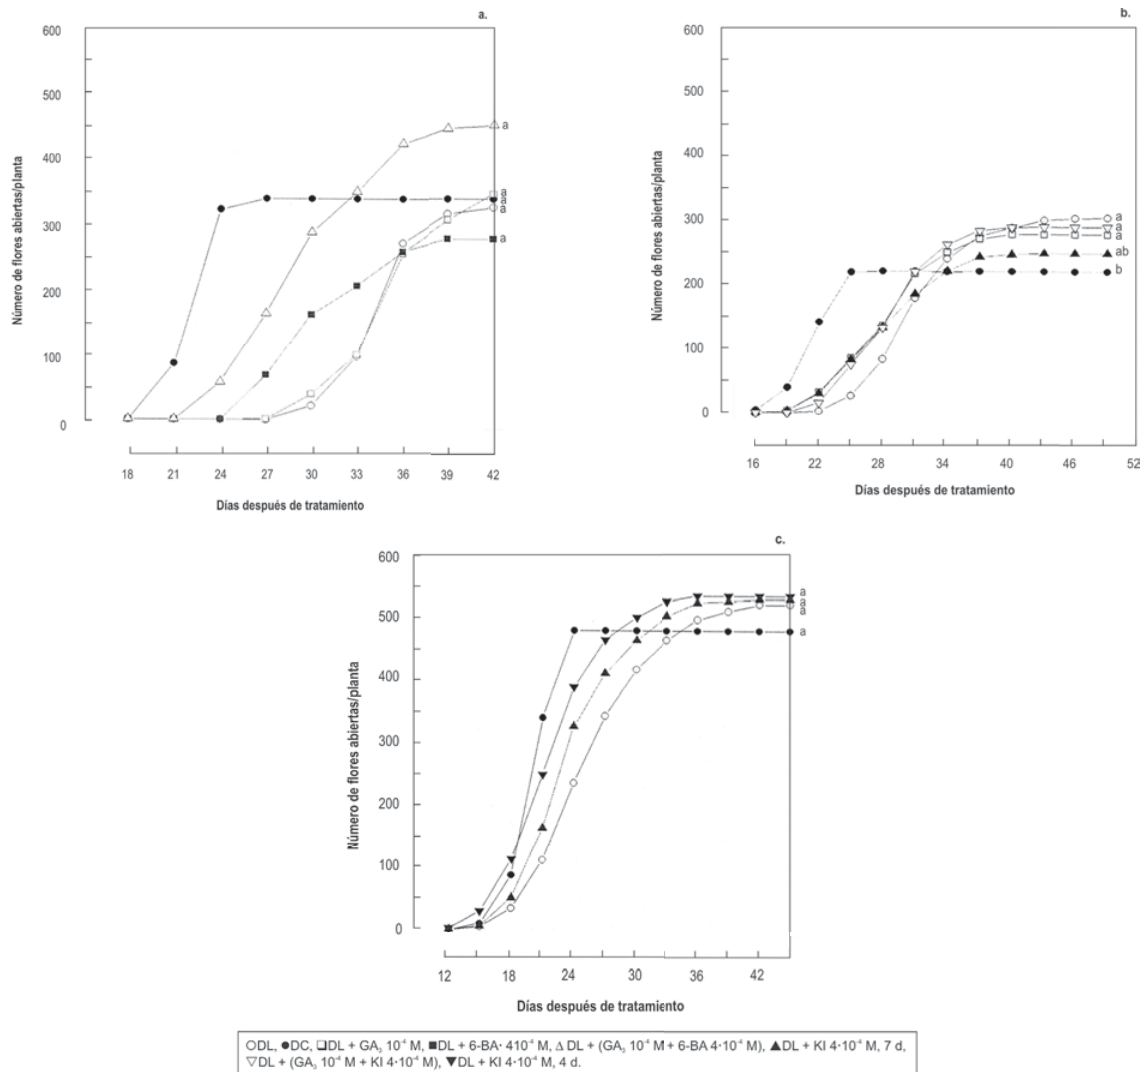 a.
600
500
400
300
200
100
0
Número de flores abiertas/planta
a
a
a
a
a
18 21 24 27 30 33 36 39 42
Días después de tratamiento
b.
600
500
400
300
200
100
0
Número de flores abiertas/planta
a
a
a
ab
b
16 22 28 34 40 46 52
Días después de tratamiento
c.
600
500
400
300
200
100
0
Número de flores abiertas/planta
a
a
a
a
12 18 24 30 36 42
Días después de tratamiento
○DL, ●DC, ❑DL + GA₃ 10⁻⁴ M, ■DL + 6-BA· 410⁻⁴ M, Δ DL + (GA₃ 10⁻⁴ M + 6-BA 4·10⁻⁴ M), ▲DL + KI 4·10⁻⁴ M, 7 d,
▽DL + (GA₃ 10⁻⁴ M + KI 4·10⁻⁴ M), ▼DL + KI 4·10⁻⁴ M, 4 d.